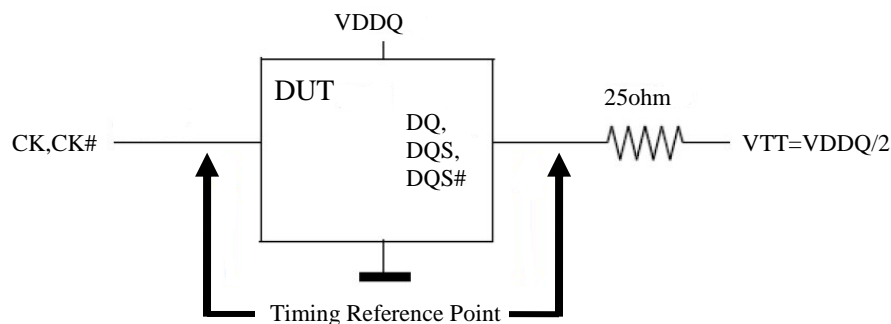 VDDQ
DUT
25ohm
DQ,
CK,CK#
DQS,
VTT=VDDQ/2
DQS#
Timing Reference Point